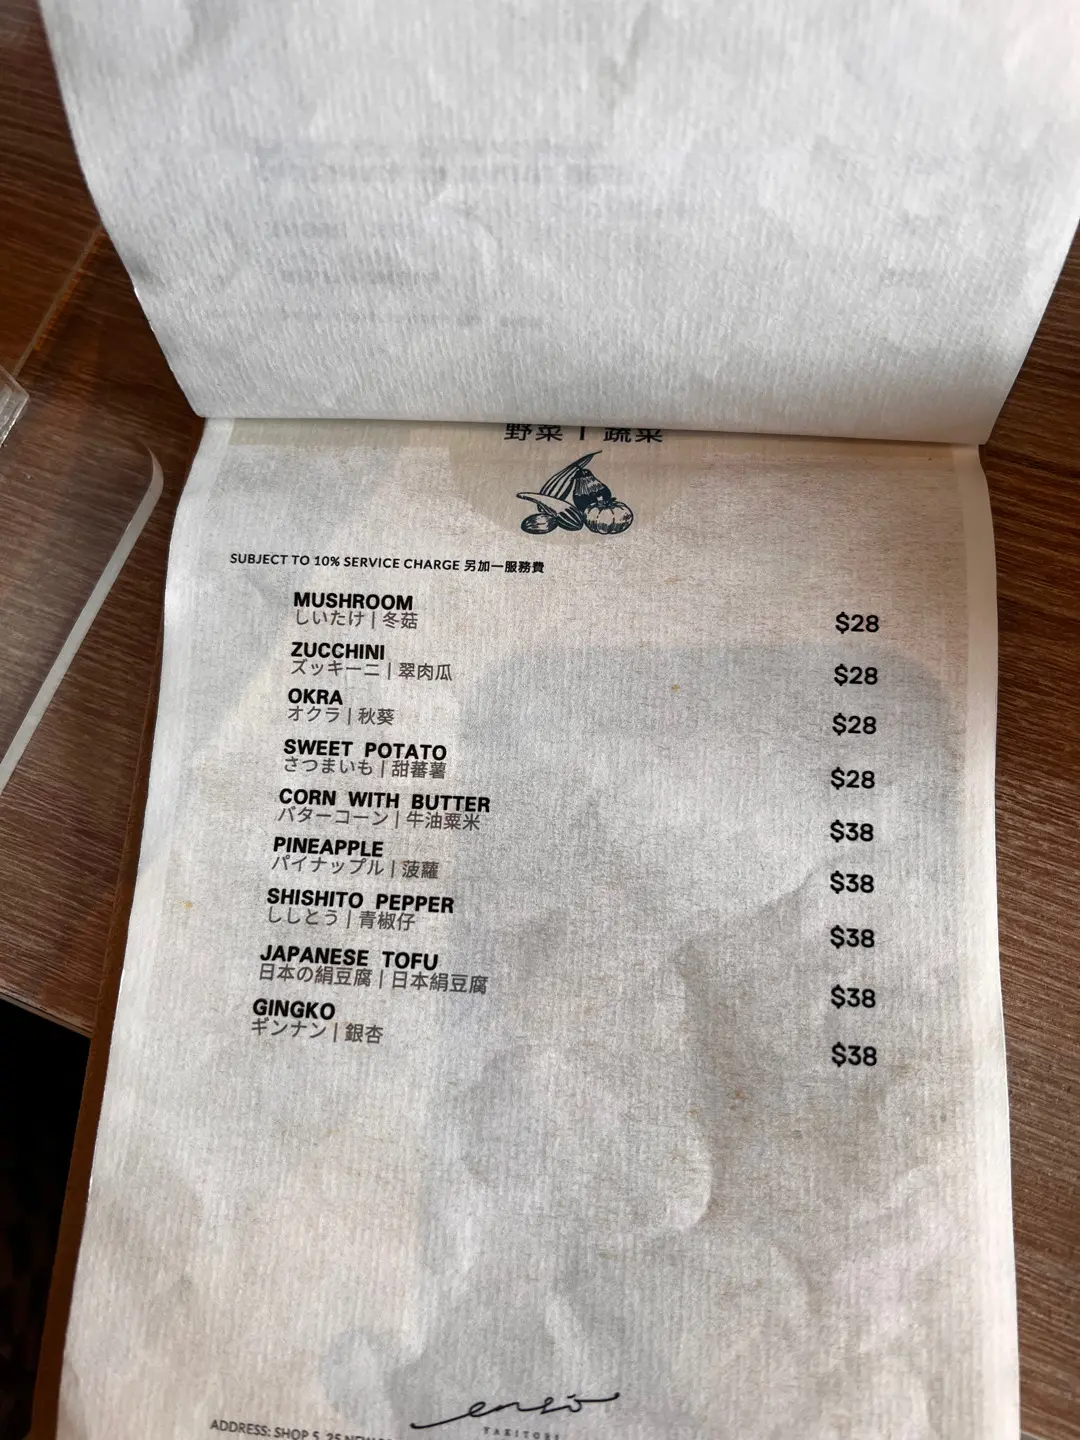 野菜 | 蔬菜
SUBJECT TO 10% SERVICE CHARGE 另加一服務費
MUSHROOM
しいたけ | 冬菇
$28
ZUCCHINI
ズッキーニ | 翠肉瓜
$28
OKRA
オクラ | 秋葵
$28
SWEET POTATO
さつまいも | 甜蕃薯
$28
CORN WITH BUTTER
バターコーン | 牛油粟米
$38
PINEAPPLE
パイナップル | 菠蘿
$38
SHISHITO PEPPER
ししとう | 青椒仔
$38
JAPANESE TOFU
日本の絹豆腐 | 日本絹豆腐
$38
GINGKO
ギンナン | 銀杏
$38
enso
YAKITORI
ADDRESS: SHOP 5, 25